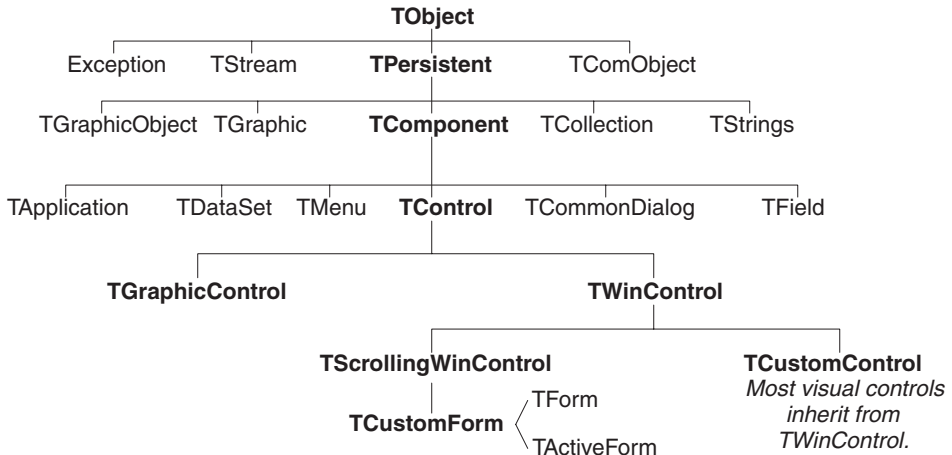 TObject
Exception TStream TPersistent TComObject
TGraphicObject TGraphic TComponent TCollection TStrings
TApplication TDataSet TMenu TControl TCommonDialog TField
TGraphicControl TWinControl
TScrollingWinControl TCustomControl
Most visual controls
inherit from
TWinControl.
TCustomForm
TForm
TActiveForm